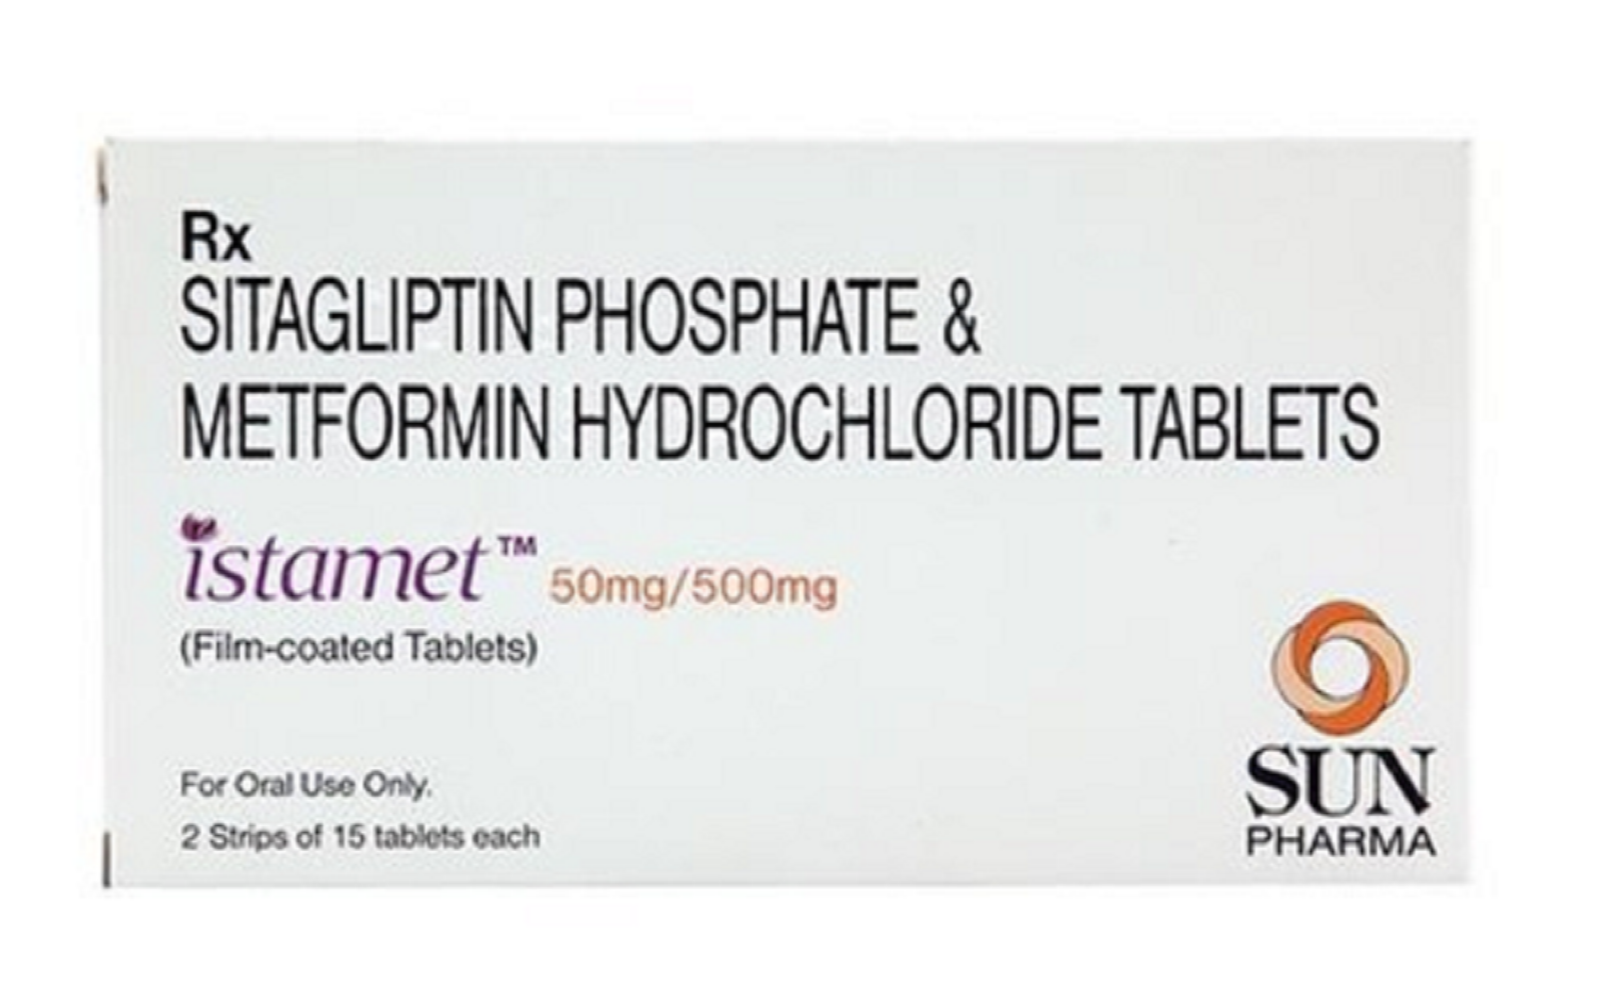 Rx
SITAGLIPTIN PHOSPHATE &
METFORMIN HYDROCHLORIDE TABLETS
istamet™ 50mg/500mg
(Film-coated Tablets)
For Oral Use Only.
2 Strips of 15 tablets each
SUN
PHARMA